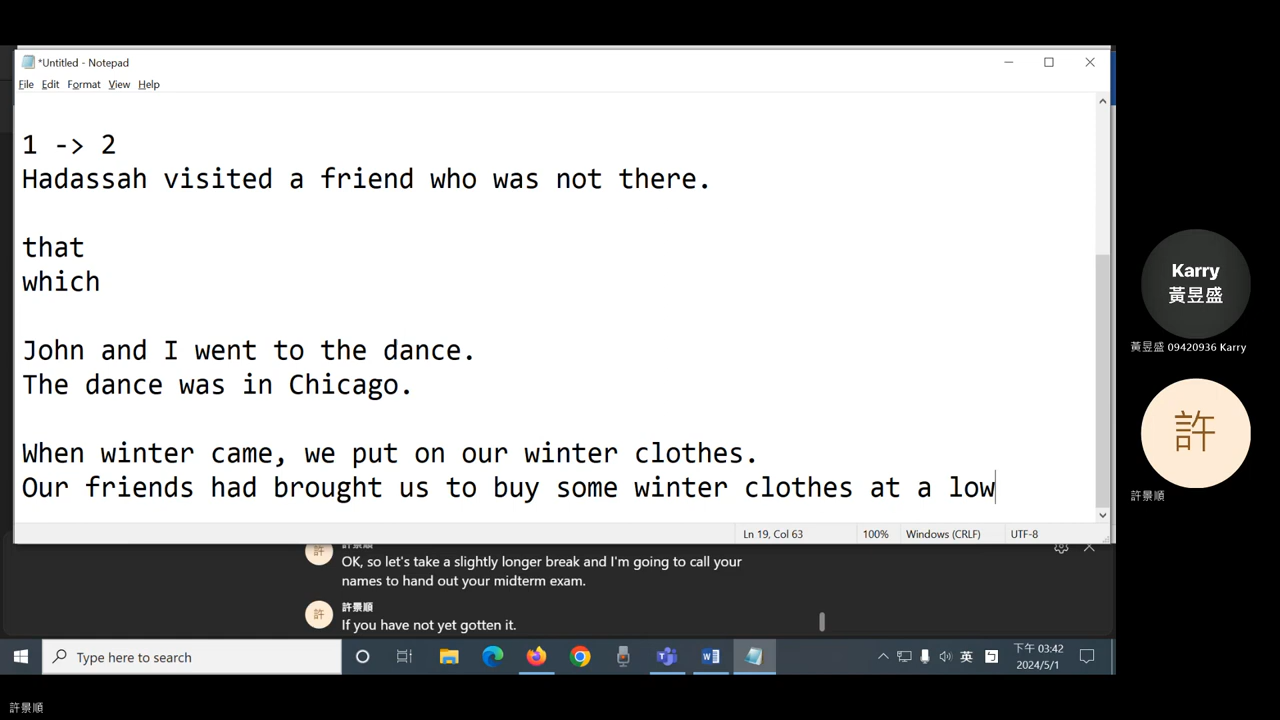 *Untitled - Notepad
File Edit Format View Help
1 -> 2
Hadassah visited a friend who was not there.
that
which
John and I went to the dance.
The dance was in Chicago.
When winter came, we put on our winter clothes.
Our friends had brought us to buy some winter clothes at a low
Ln 19, Col 63
100%
Windows (CRLF)
UTF-8
許景順
許
OK, so let's take a slightly longer break and I'm going to call your
names to hand out your midterm exam.
許景順
許
If you have not yet gotten it.
Karry
黃昱盛
黃昱盛 09420936 Karry
許
許景順
Type here to search
英
下午 03:42
2024/5/1
許景順